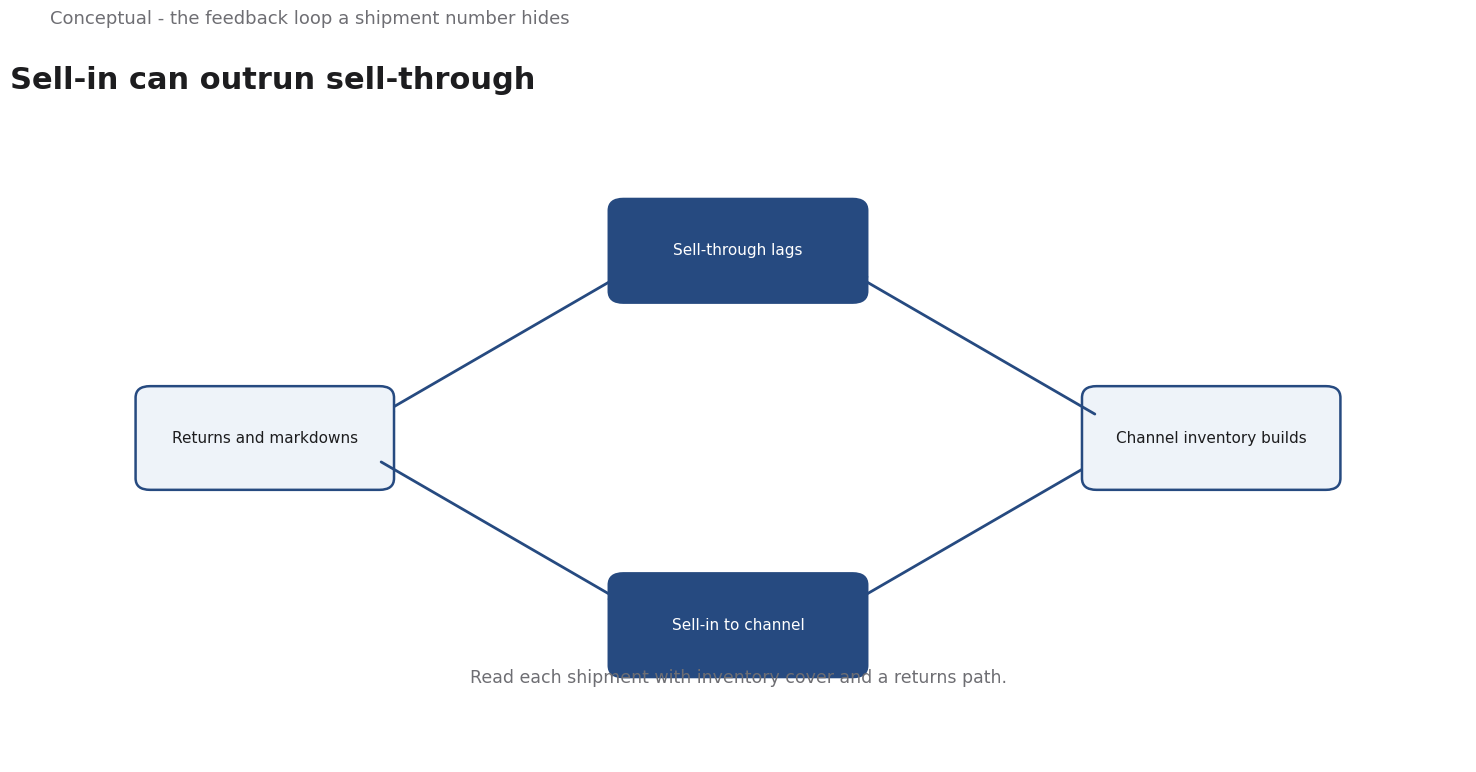 Conceptual - the feedback loop a shipment number hides
Sell-in can outrun sell-through
Sell-through lags
Returns and markdowns
Channel inventory builds
Sell-in to channel
Read each shipment with inventory cover and a returns path.